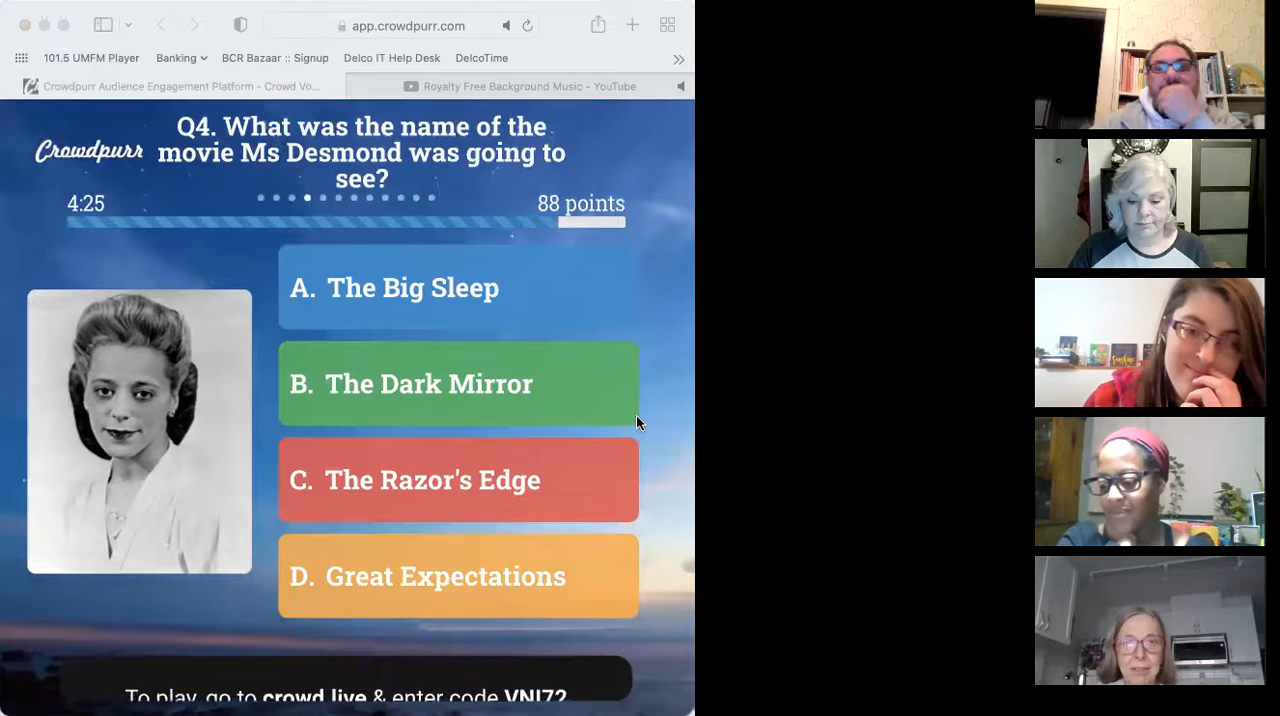 app.crowdpurr.com
101.5 UMFM Player Banking BCR Bazaar :: Signup Delco IT Help Desk DelcoTime
Crowdpurr Audience Engagement Platform - Crowd Vo... Royalty Free Background Music - YouTube
Crowdpurr
Q4. What was the name of the
movie Ms Desmond was going to
see?
4:25 88 points
A. The Big Sleep
B. The Dark Mirror
C. The Razor's Edge
D. Great Expectations
To play, go to crowd.live & enter code VNJ72